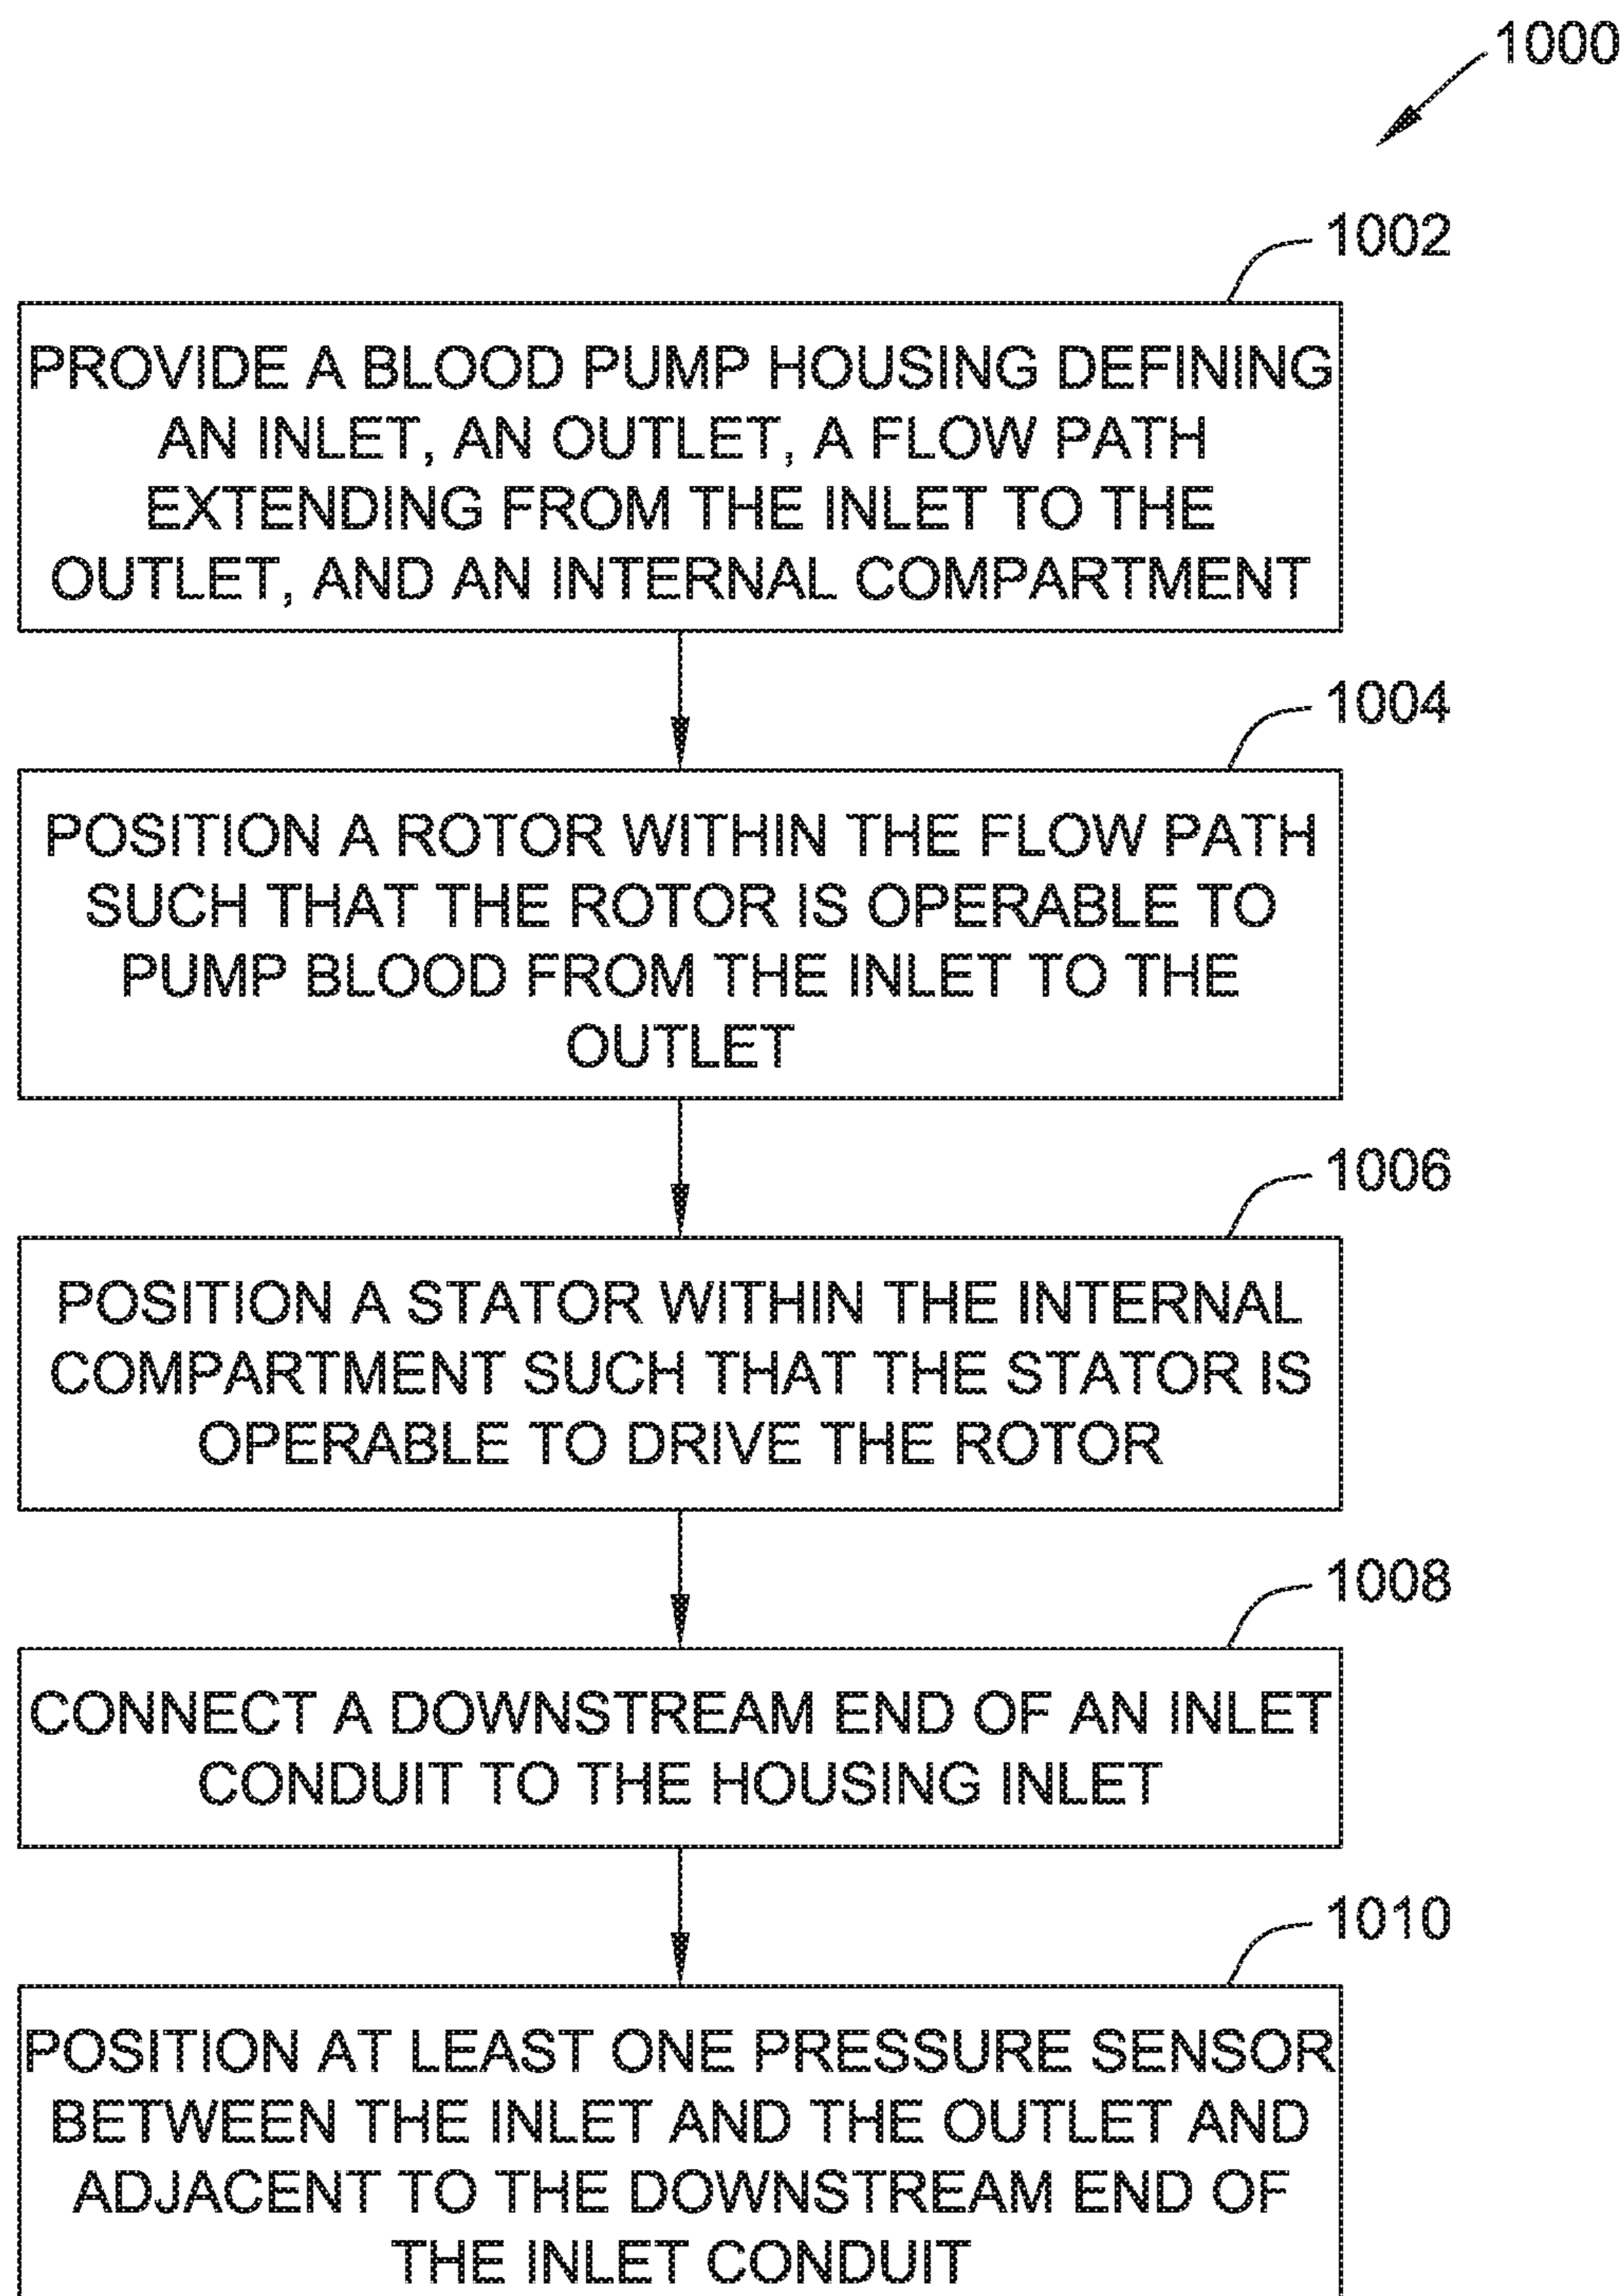 1000
1002
PROVIDE A BLOOD PUMP HOUSING DEFINING
AN INLET, AN OUTLET, A FLOW PATH
EXTENDING FROM THE INLET TO THE
OUTLET, AND AN INTERNAL COMPARTMENT
1004
POSITION A ROTOR WITHIN THE FLOW PATH
SUCH THAT THE ROTOR IS OPERABLE TO
PUMP BLOOD FROM THE INLET TO THE
OUTLET
1006
POSITION A STATOR WITHIN THE INTERNAL
COMPARTMENT SUCH THAT THE STATOR IS
OPERABLE TO DRIVE THE ROTOR
1008
CONNECT A DOWNSTREAM END OF AN INLET
CONDUIT TO THE HOUSING INLET
1010
POSITION AT LEAST ONE PRESSURE SENSOR
BETWEEN THE INLET AND THE OUTLET AND
ADJACENT TO THE DOWNSTREAM END OF
THE INLET CONDUIT